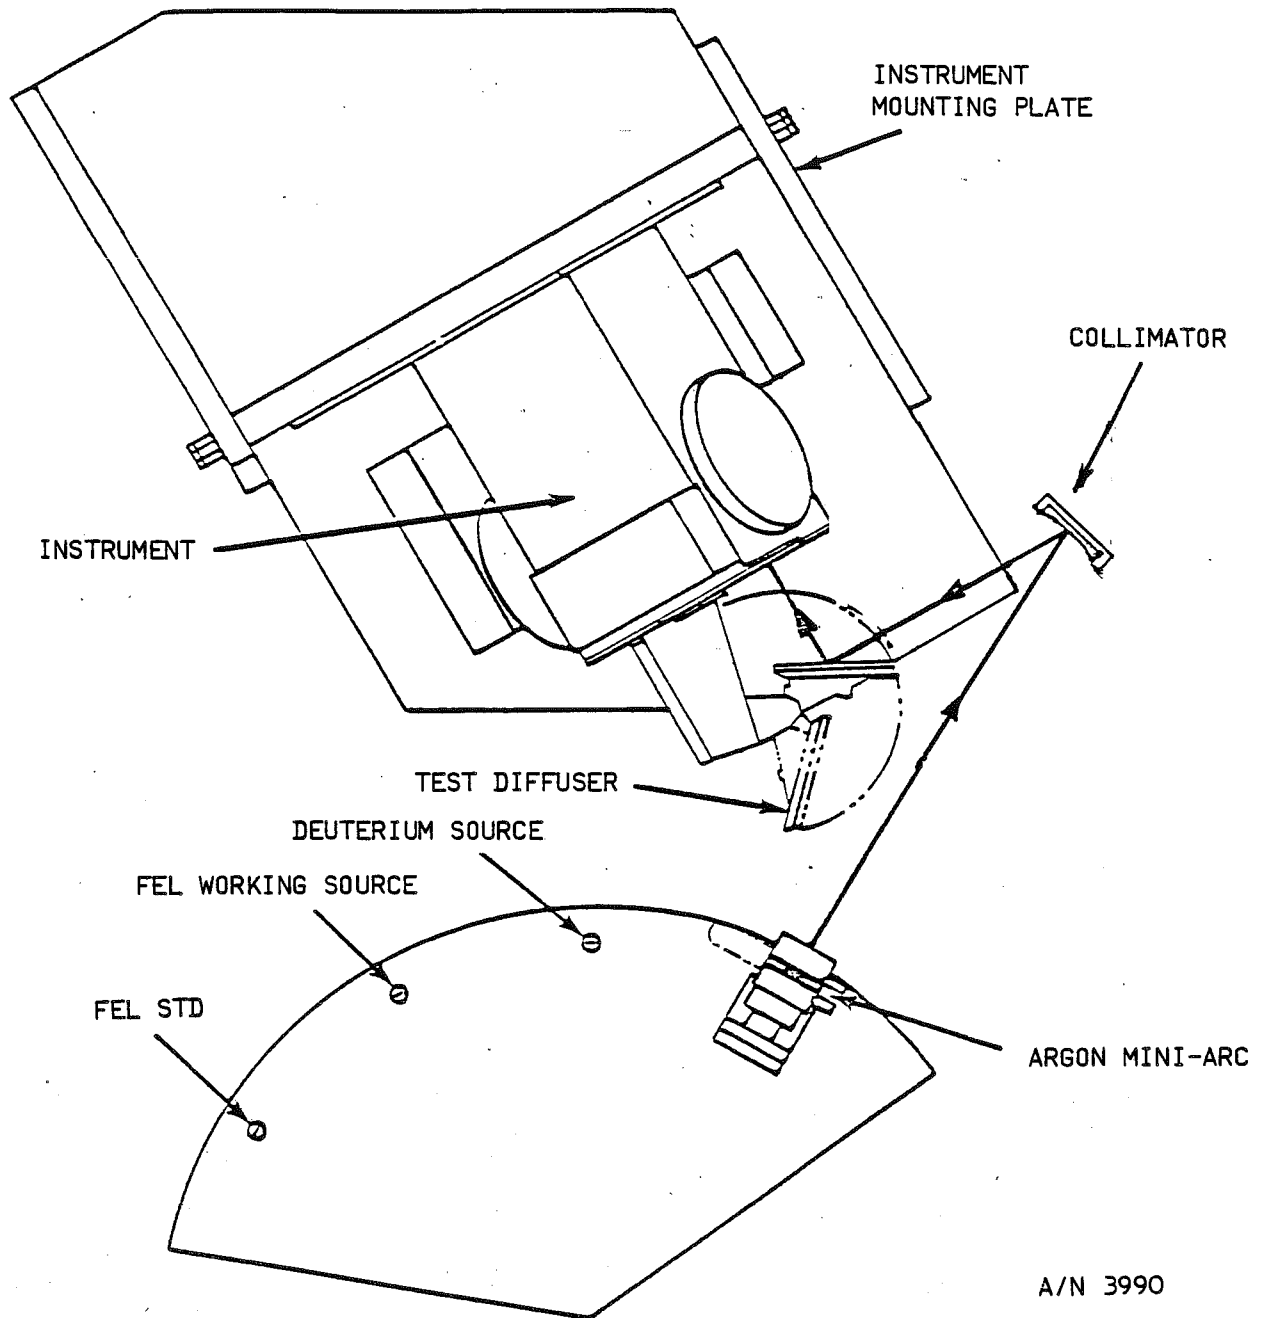 INSTRUMENT
MOUNTING PLATE
COLLIMATOR
INSTRUMENT
TEST DIFFUSER
DEUTERIUM SOURCE
FEL WORKING SOURCE
FEL STD
ARGON MINI-ARC
A/N 3990